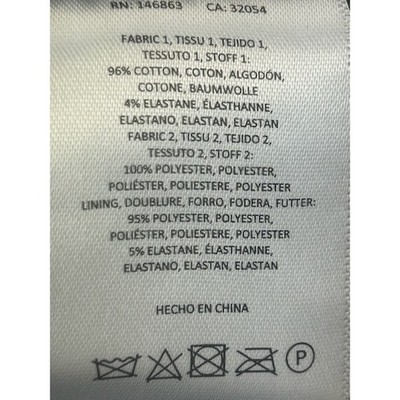 RN: 146863 CA: 32054
FABRIC 1, TISSU 1, TEJIDO 1,
TESSUTO 1, STOFF 1:
96% COTTON, COTON, ALGODÓN,
COTONE, BAUMWOLLE
4% ELASTANE, ÉLASTHANNE,
ELASTANO, ELASTAN, ELASTAN
FABRIC 2, TISSU 2, TEJIDO 2,
TESSUTO 2, STOFF 2:
100% POLYESTER, POLYESTER,
POLIÉSTER, POLIESTERE, POLYESTER
LINING, DOUBLURE, FORRO, FODERA, FUTTER:
95% POLYESTER, POLYESTER,
POLIÉSTER, POLIESTERE, POLYESTER
5% ELASTANE, ÉLASTHANNE,
ELASTANO, ELASTAN, ELASTAN
HECHO EN CHINA
P